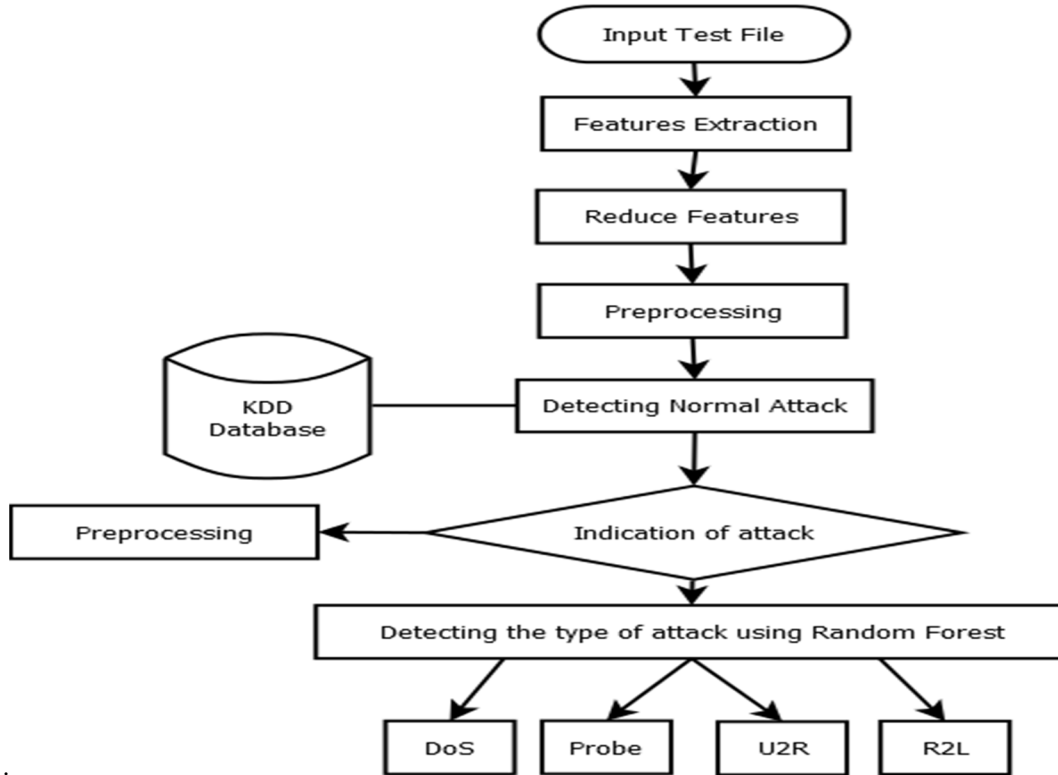 Input Test File
Features Extraction
Reduce Features
Preprocessing
KDD
Database
Detecting Normal Attack
Preprocessing
Indication of attack
Detecting the type of attack using Random Forest
DoS
Probe
U2R
R2L
.